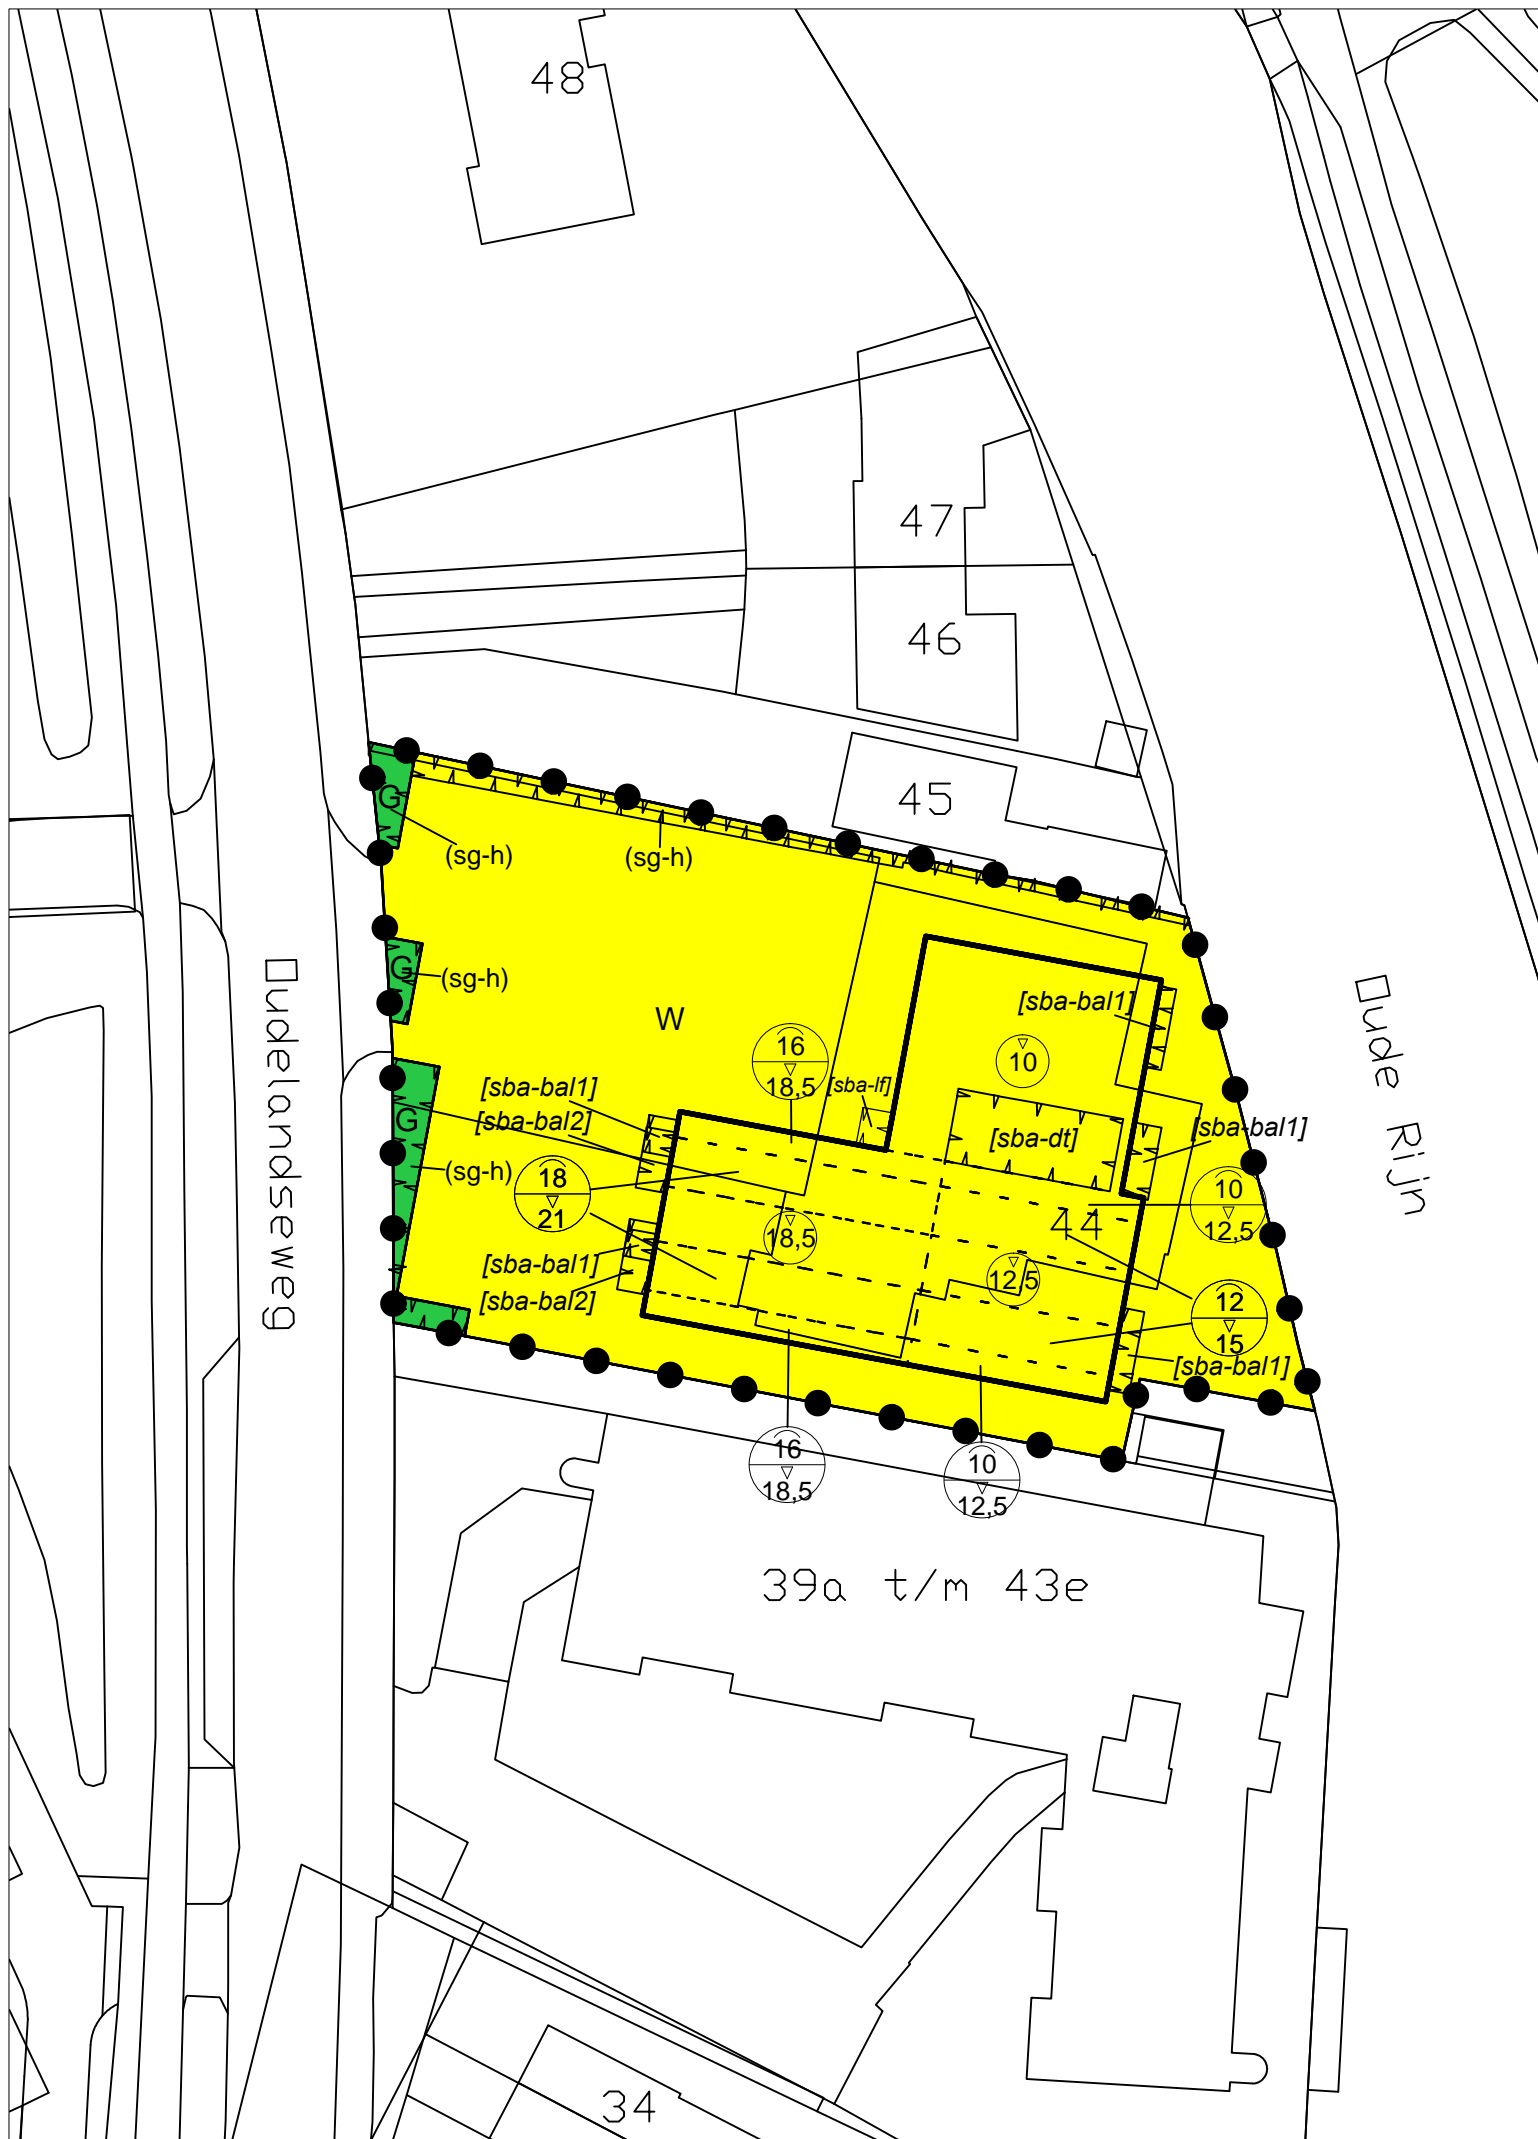 48
47
46
45
G
(sg-h)
(sg-h)
G
(sg-h)
W
[sba-bal1]
16
18,5
10
[sba-lf]
[sba-bal1]
[sba-bal2]
G
[sba-dt]
[sba-bal1]
(sg-h)
18
21
10
12,5
44
18,5
12,5
[sba-bal1]
[sba-bal2]
12
15
[sba-bal1]
16
18,5
10
12,5
Oudelandseweg
Oude Rijn
39a t/m 43e
34